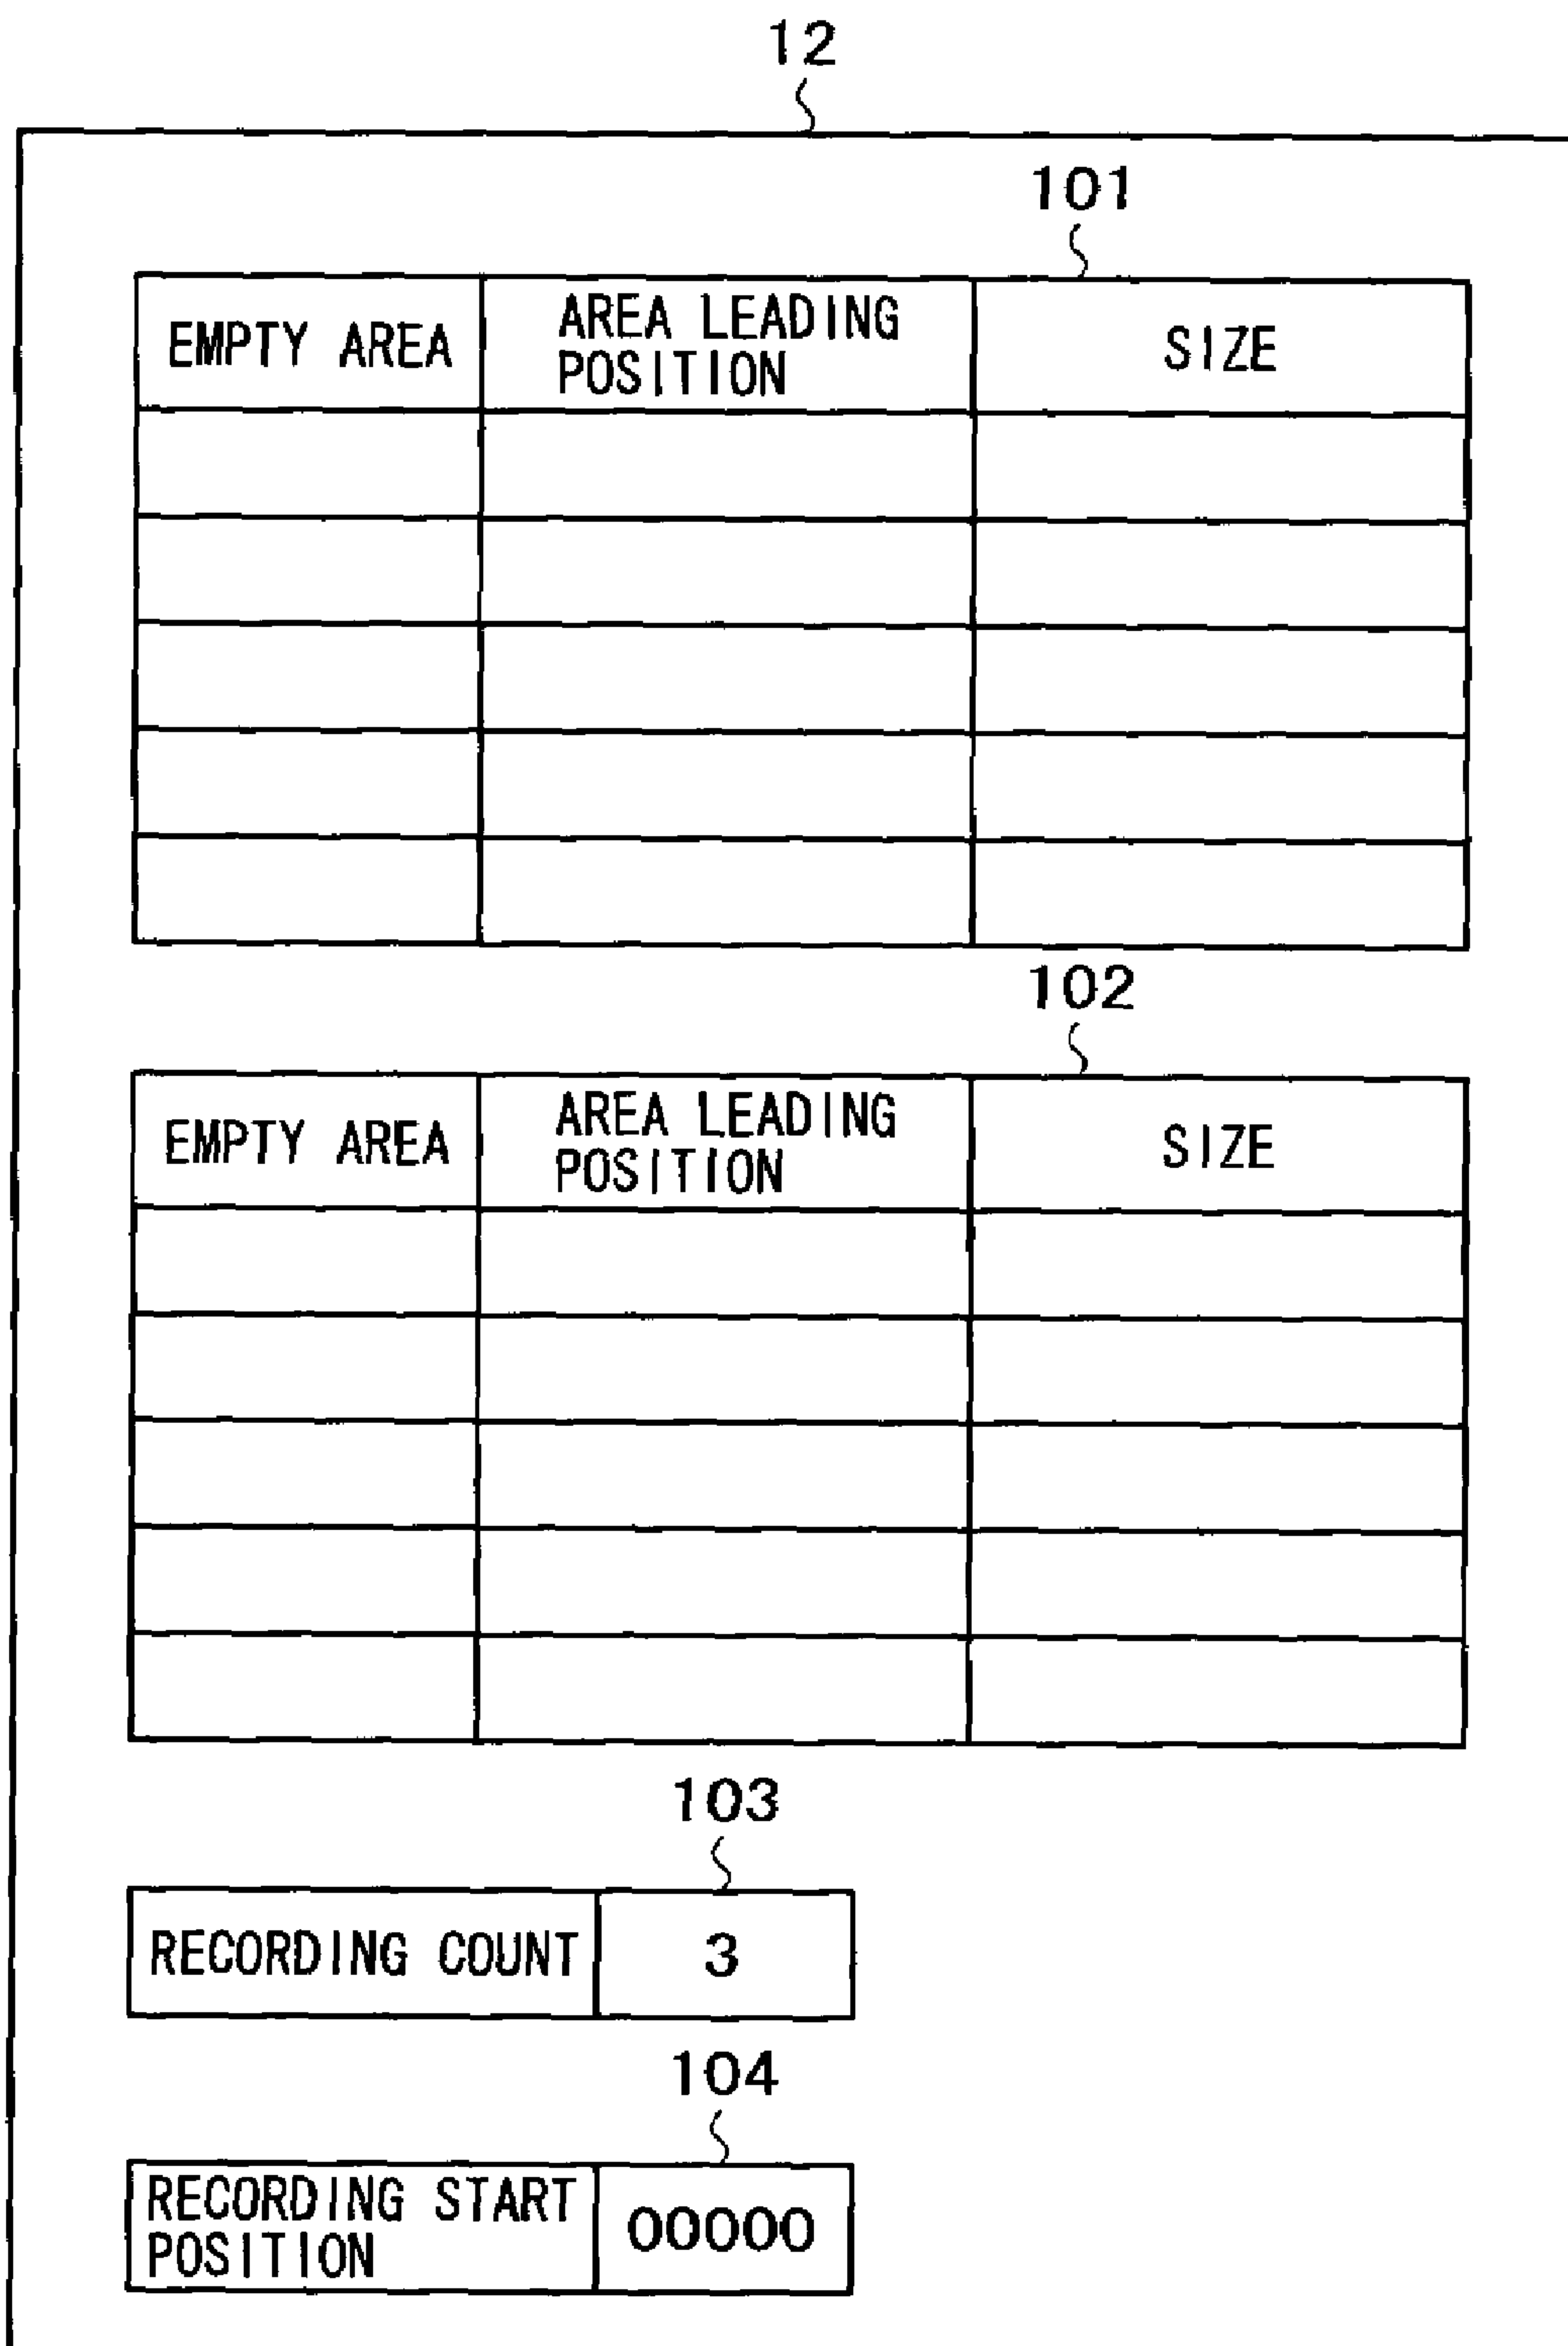 12
101
EMPTY AREA
AREA LEADING
POSITION
SIZE
102
EMPTY AREA
AREA LEADING
POSITION
SIZE
103
RECORDING COUNT
3
104
RECORDING START
POSITION
00000